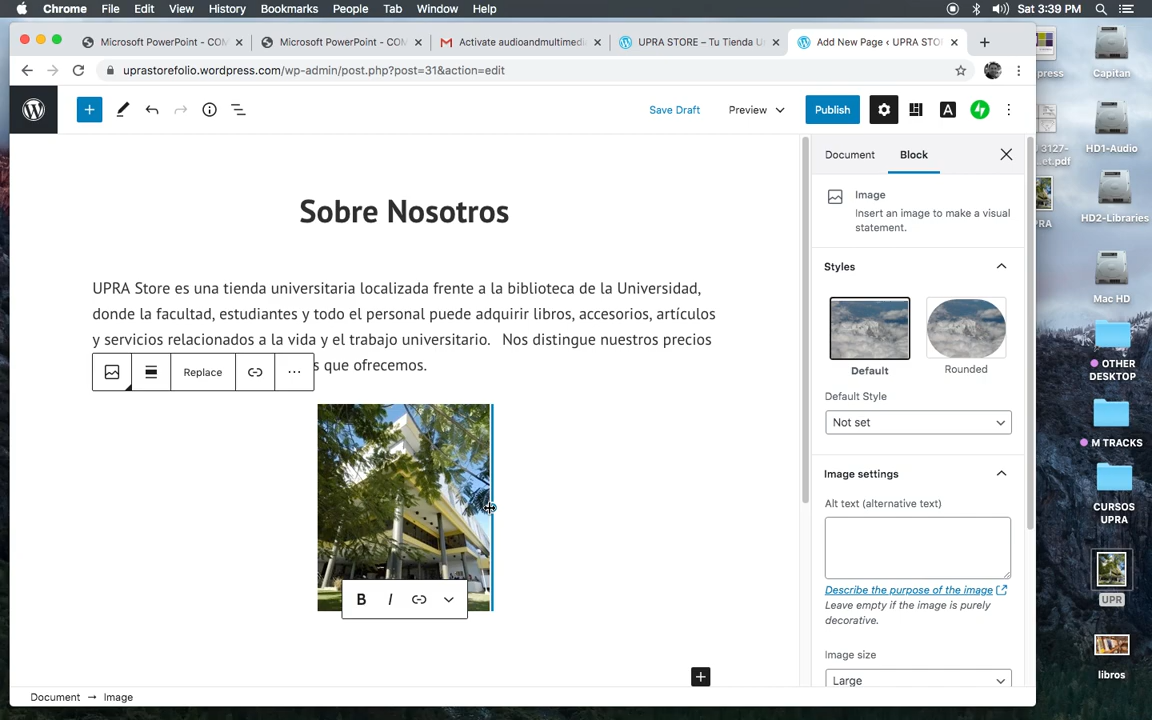 Chrome File Edit View History Bookmarks People Tab Window Help Sat 3:39 PM
Microsoft PowerPoint - COM Microsoft PowerPoint - COM Activate audioandmultimedi UPRA STORE – Tu Tienda U Add New Page ‹ UPRA STO
uprastorefolio.wordpress.com/wp-admin/post.php?post=31&action=edit
Save Draft Preview Publish A
Document Block
Image
Insert an image to make a visual
statement.
Styles
Default Rounded
Default Style
Not set
Image settings
Alt text (alternative text)
Describe the purpose of the image
Leave empty if the image is purely
decorative.
Image size
Large
Sobre Nosotros
UPRA Store es una tienda universitaria localizada frente a la biblioteca de la Universidad,
donde la facultad, estudiantes y todo el personal puede adquirir libros, accesorios, artículos
y servicios relacionados a la vida y el trabajo universitario. Nos distingue nuestros precios
s que ofrecemos.
Replace
B I
Document → Image
press
Capitan
3127-
et.pdf
HD1-Audio
RA
HD2-Libraries
Mac HD
OTHER
DESKTOP
M TRACKS
CURSOS
UPRA
UPR
libros